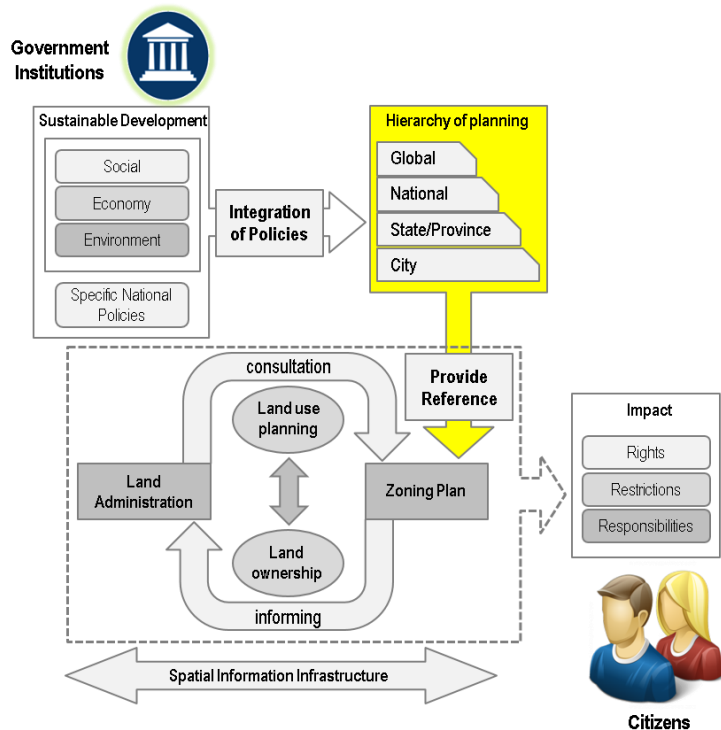 Government
Institutions
Sustainable Development
Social
Economy
Environment
Specific National
Policies
Integration
of Policies
Hierarchy of planning
Global
National
State/Province
City
Provide
Reference
consultation
Land use
planning
Land
Administration
Zoning Plan
Land
ownership
informing
Impact
Rights
Restrictions
Responsibilities
Spatial Information Infrastructure
Citizens